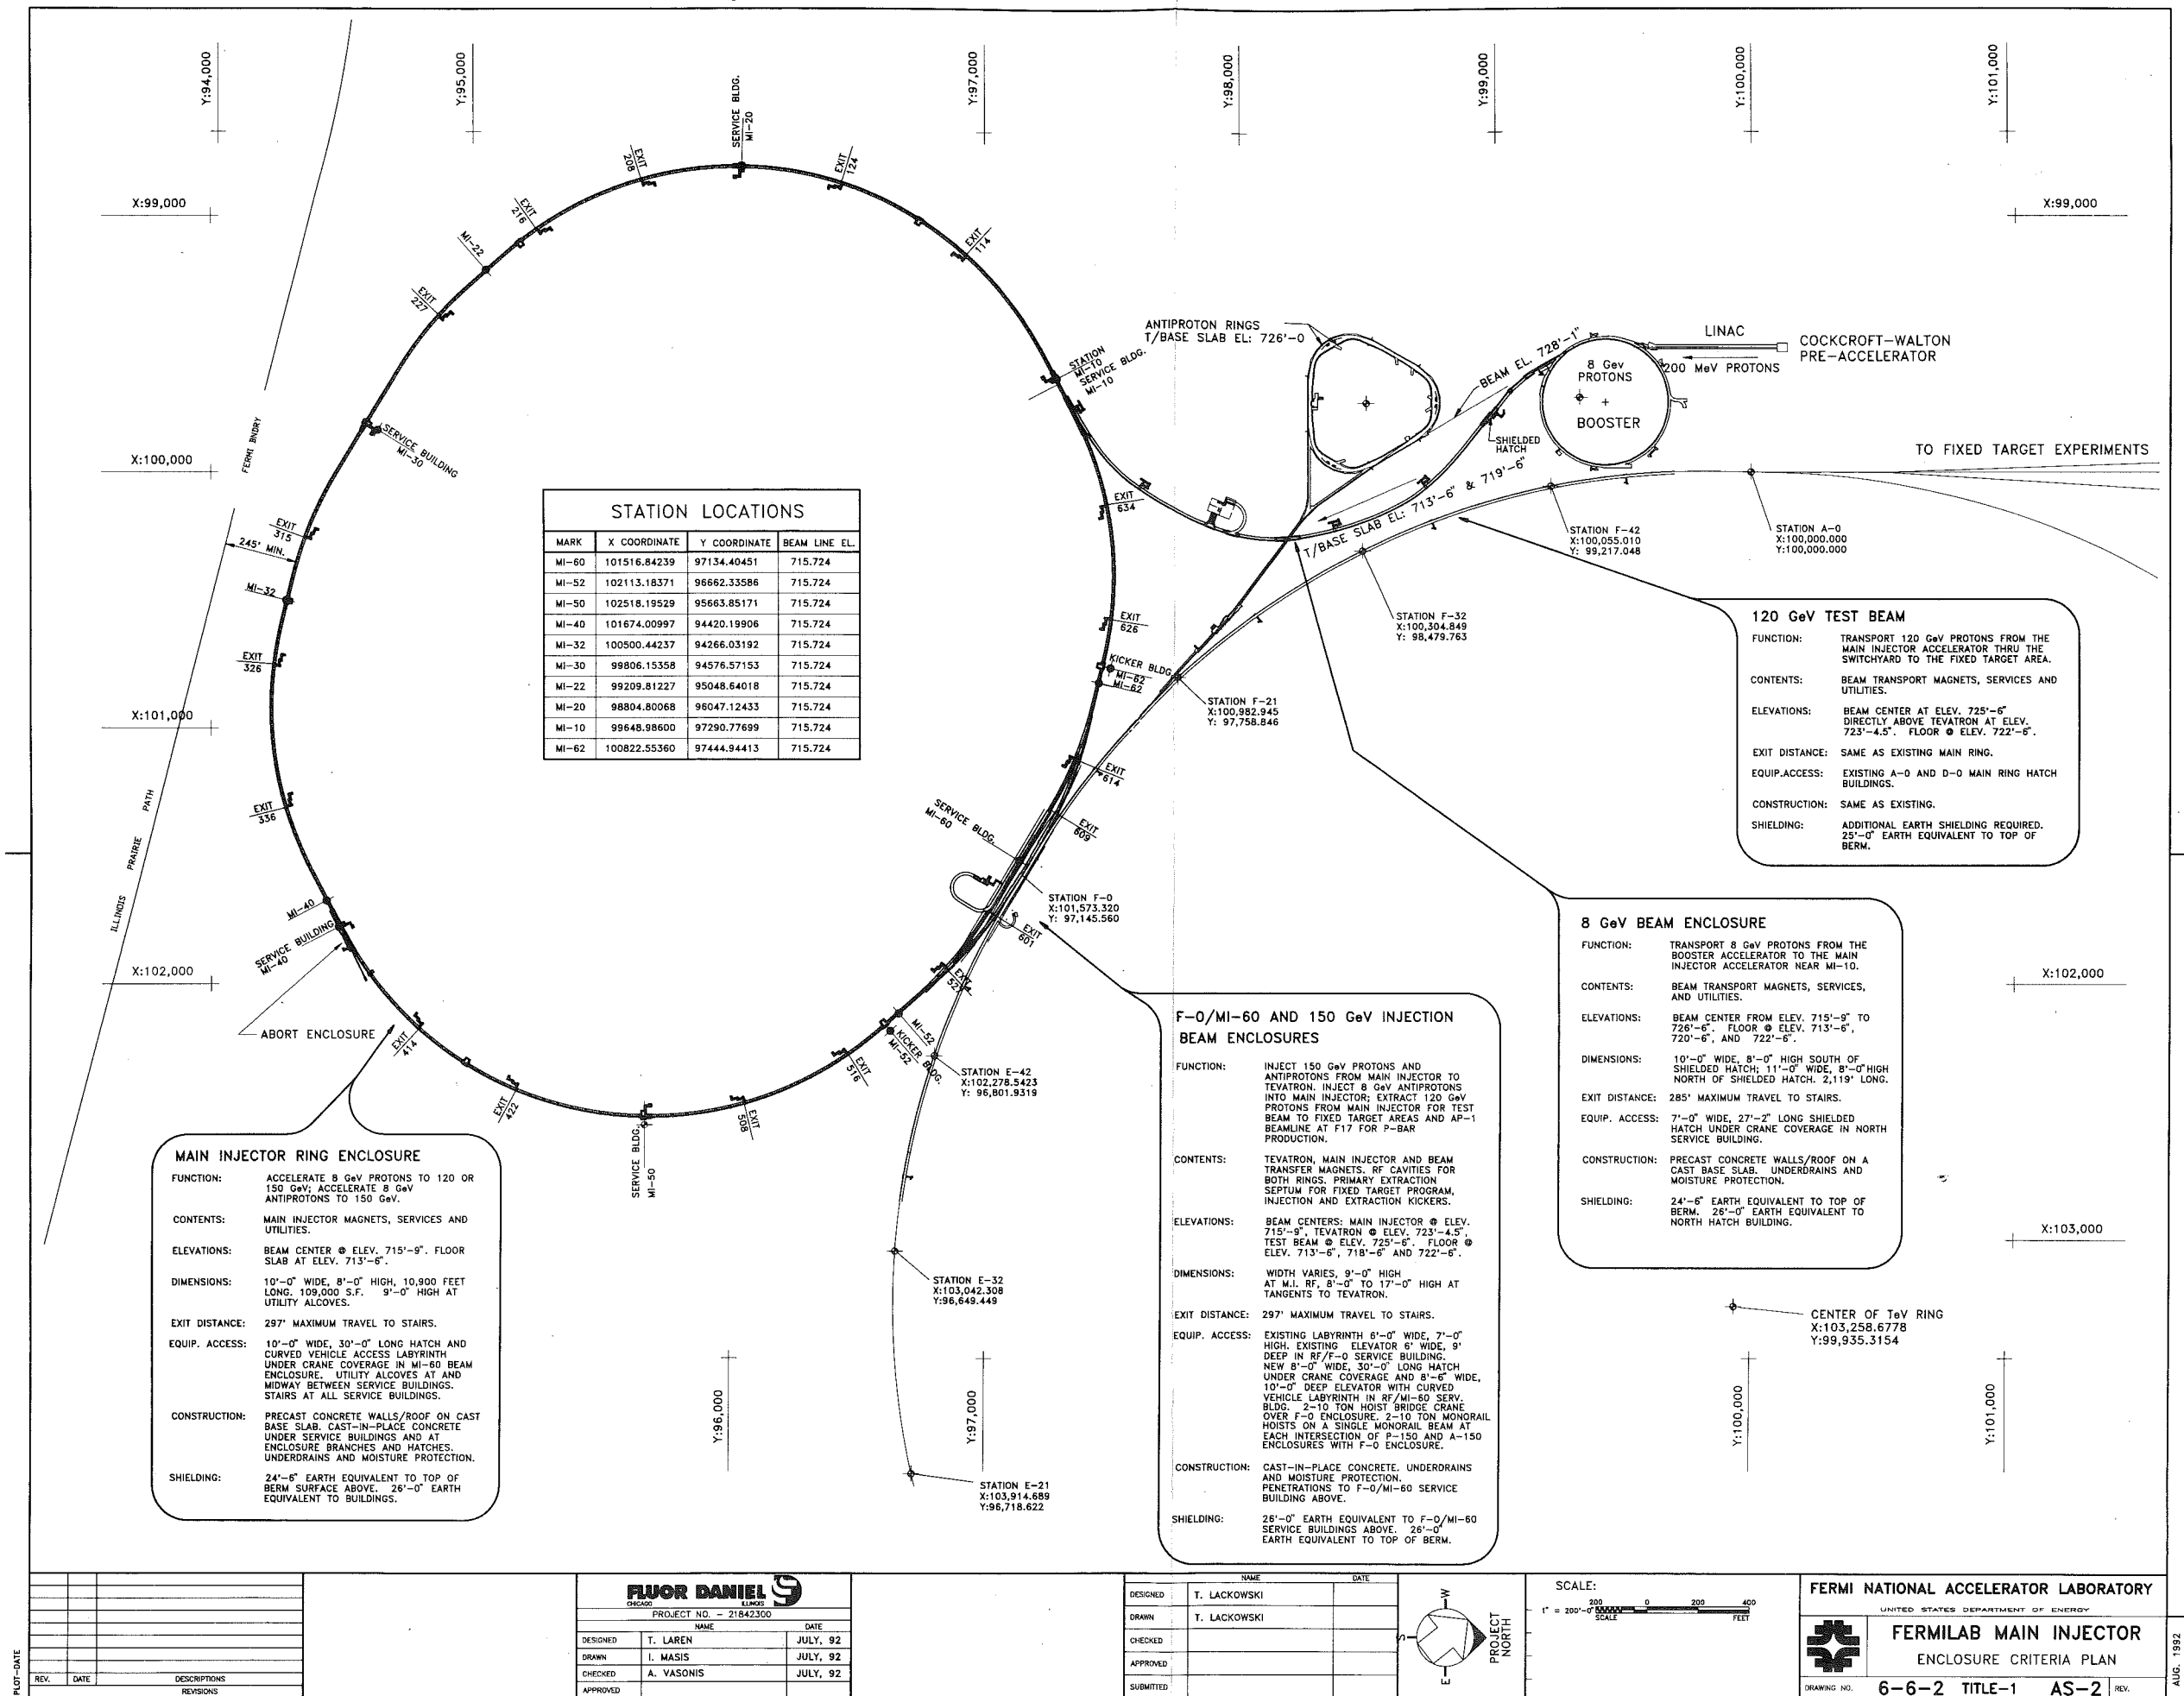 Y:94,000
Y:95,000
Y:97,000
Y:98,000
Y:99,000
Y:100,000
Y:101,000
X:99,000
X:99,000
X:100,000
X:101,000
X:102,000
X:102,000
X:103,000
Y:96,000
Y:97,000
Y:100,000
Y:101,000
SERVICE BLDG.
MI-20
EXIT
208
EXIT
124
EXIT
216
MI-22
EXIT
227
EXIT
114
STATION
MI-10
SERVICE BLDG.
MI-10
FERMI BNDRY
SERVICE BUILDING
MI-30
EXIT
315
245' MIN.
MI-32
EXIT
326
EXIT
336
ILLINOIS PRAIRIE PATH
MI-40
SERVICE BUILDING
MI-40
ABORT ENCLOSURE
EXIT
414
EXIT
422
SERVICE BLDG.
MI-50
EXIT
508
EXIT
516
MI-52
KICKER BLDG.
MI-52
EXIT
527
EXIT
601
SERVICE BLDG.
MI-60
EXIT
609
EXIT
614
KICKER BLDG
MI-62
MI-62
EXIT
626
EXIT
634
ANTIPROTON RINGS
T/BASE SLAB EL: 726'-0
BEAM EL. 728'-1"
SHIELDED
HATCH
T/BASE SLAB EL: 713'-6" & 719'-6"
8 Gev
PROTONS
BOOSTER
LINAC
200 MeV PROTONS
COCKCROFT-WALTON
PRE-ACCELERATOR
TO FIXED TARGET EXPERIMENTS
STATION F-42
X:100,055.010
Y: 99,217.048
STATION A-0
X:100,000.000
Y:100,000.000
STATION F-32
X:100,304.849
Y: 98,479.763
STATION F-21
X:100,982.945
Y: 97,758.846
STATION F-0
X:101,573.320
Y: 97,145.560
STATION E-42
X:102,278.5423
Y: 96,801.9319
STATION E-32
X:103,042.308
Y:96,649.449
STATION E-21
X:103,914.689
Y:96,718.622
CENTER OF TeV RING
X:103,258.6778
Y:99,935.3154
STATION LOCATIONS
MARK X COORDINATE Y COORDINATE BEAM LINE EL.
MI-60 101516.84239 97134.40451 715.724
MI-52 102113.18371 96662.33586 715.724
MI-50 102518.19529 95663.85171 715.724
MI-40 101674.00997 94420.19906 715.724
MI-32 100500.44237 94266.03192 715.724
MI-30 99806.15358 94576.57153 715.724
MI-22 99209.81227 95048.64018 715.724
MI-20 98804.80068 96047.12433 715.724
MI-10 99648.98600 97290.77699 715.724
MI-62 100822.55360 97444.94413 715.724
120 GeV TEST BEAM
FUNCTION: TRANSPORT 120 GeV PROTONS FROM THE
MAIN INJECTOR ACCELERATOR THRU THE
SWITCHYARD TO THE FIXED TARGET AREA.
CONTENTS: BEAM TRANSPORT MAGNETS, SERVICES AND
UTILITIES.
ELEVATIONS: BEAM CENTER AT ELEV. 725'-6"
DIRECTLY ABOVE TEVATRON AT ELEV.
723'-4.5". FLOOR @ ELEV. 722'-6".
EXIT DISTANCE: SAME AS EXISTING MAIN RING.
EQUIP.ACCESS: EXISTING A-0 AND D-0 MAIN RING HATCH
BUILDINGS.
CONSTRUCTION: SAME AS EXISTING.
SHIELDING: ADDITIONAL EARTH SHIELDING REQUIRED.
25'-0" EARTH EQUIVALENT TO TOP OF
BERM.
8 GeV BEAM ENCLOSURE
FUNCTION: TRANSPORT 8 GeV PROTONS FROM THE
BOOSTER ACCELERATOR TO THE MAIN
INJECTOR ACCELERATOR NEAR MI-10.
CONTENTS: BEAM TRANSPORT MAGNETS, SERVICES,
AND UTILITIES.
ELEVATIONS: BEAM CENTER FROM ELEV. 715'-9" TO
726'-6". FLOOR @ ELEV. 713'-6",
720'-6", AND 722'-6".
DIMENSIONS: 10'-0" WIDE, 8'-0" HIGH SOUTH OF
SHIELDED HATCH; 11'-0" WIDE, 8'-0"HIGH
NORTH OF SHIELDED HATCH. 2,119' LONG.
EXIT DISTANCE: 285' MAXIMUM TRAVEL TO STAIRS.
EQUIP. ACCESS: 7'-0" WIDE, 27'-2" LONG SHIELDED
HATCH UNDER CRANE COVERAGE IN NORTH
SERVICE BUILDING.
CONSTRUCTION: PRECAST CONCRETE WALLS/ROOF ON A
CAST BASE SLAB. UNDERDRAINS AND
MOISTURE PROTECTION.
SHIELDING: 24'-6" EARTH EQUIVALENT TO TOP OF
BERM. 26'-0" EARTH EQUIVALENT TO
NORTH HATCH BUILDING.
F-0/MI-60 AND 150 GeV INJECTION
BEAM ENCLOSURES
FUNCTION: INJECT 150 GeV PROTONS AND
ANTIPROTONS FROM MAIN INJECTOR TO
TEVATRON. INJECT 8 GeV ANTIPROTONS
INTO MAIN INJECTOR; EXTRACT 120 GeV
PROTONS FROM MAIN INJECTOR FOR TEST
BEAM TO FIXED TARGET AREAS AND AP-1
BEAMLINE AT F17 FOR P-BAR
PRODUCTION.
CONTENTS: TEVATRON, MAIN INJECTOR AND BEAM
TRANSFER MAGNETS. RF CAVITIES FOR
BOTH RINGS. PRIMARY EXTRACTION
SEPTUM FOR FIXED TARGET PROGRAM,
INJECTION AND EXTRACTION KICKERS.
ELEVATIONS: BEAM CENTERS: MAIN INJECTOR @ ELEV.
715'-9", TEVATRON @ ELEV. 723'-4.5",
TEST BEAM @ ELEV. 725'-6". FLOOR @
ELEV. 713'-6", 718'-6" AND 722'-6".
DIMENSIONS: WIDTH VARIES, 9'-0" HIGH
AT M.I. RF, 8'-0" TO 17'-0" HIGH AT
TANGENTS TO TEVATRON.
EXIT DISTANCE: 297' MAXIMUM TRAVEL TO STAIRS.
EQUIP. ACCESS: EXISTING LABYRINTH 6'-0" WIDE, 7'-0"
HIGH. EXISTING ELEVATOR 6' WIDE, 9'
DEEP IN RF/F-0 SERVICE BUILDING.
NEW 8'-0" WIDE, 30'-0" LONG HATCH
UNDER CRANE COVERAGE AND 8'-6" WIDE,
10'-0" DEEP ELEVATOR WITH CURVED
VEHICLE LABYRINTH IN RF/MI-60 SERV.
BLDG. 2-10 TON HOIST BRIDGE CRANE
OVER F-0 ENCLOSURE. 2-10 TON MONORAIL
HOISTS ON A SINGLE MONORAIL BEAM AT
EACH INTERSECTION OF P-150 AND A-150
ENCLOSURES WITH F-0 ENCLOSURE.
CONSTRUCTION: CAST-IN-PLACE CONCRETE. UNDERDRAINS
AND MOISTURE PROTECTION.
PENETRATIONS TO F-0/MI-60 SERVICE
BUILDING ABOVE.
SHIELDING: 26'-0" EARTH EQUIVALENT TO F-0/MI-60
SERVICE BUILDINGS ABOVE. 26'-0"
EARTH EQUIVALENT TO TOP OF BERM.
MAIN INJECTOR RING ENCLOSURE
FUNCTION: ACCELERATE 8 GeV PROTONS TO 120 OR
150 GeV; ACCELERATE 8 GeV
ANTIPROTONS TO 150 GeV.
CONTENTS: MAIN INJECTOR MAGNETS, SERVICES AND
UTILITIES.
ELEVATIONS: BEAM CENTER @ ELEV. 715'-9". FLOOR
SLAB AT ELEV. 713'-6".
DIMENSIONS: 10'-0" WIDE, 8'-0" HIGH, 10,900 FEET
LONG. 109,000 S.F. 9'-0" HIGH AT
UTILITY ALCOVES.
EXIT DISTANCE: 297' MAXIMUM TRAVEL TO STAIRS.
EQUIP. ACCESS: 10'-0" WIDE, 30'-0" LONG HATCH AND
CURVED VEHICLE ACCESS LABYRINTH
UNDER CRANE COVERAGE IN MI-60 BEAM
ENCLOSURE. UTILITY ALCOVES AT AND
MIDWAY BETWEEN SERVICE BUILDINGS.
STAIRS AT ALL SERVICE BUILDINGS.
CONSTRUCTION: PRECAST CONCRETE WALLS/ROOF ON CAST
BASE SLAB. CAST-IN-PLACE CONCRETE
UNDER SERVICE BUILDINGS AND AT
ENCLOSURE BRANCHES AND HATCHES.
UNDERDRAINS AND MOISTURE PROTECTION.
SHIELDING: 24'-6" EARTH EQUIVALENT TO TOP OF
BERM SURFACE ABOVE. 26'-0" EARTH
EQUIVALENT TO BUILDINGS.
PLOT-DATE
REV. DATE DESCRIPTIONS
REVISIONS
FLUOR DANIEL
CHICAGO ILLINOIS
PROJECT NO. - 21842300
NAME DATE
DESIGNED T. LAREN JULY, 92
DRAWN I. MASIS JULY, 92
CHECKED A. VASONIS JULY, 92
APPROVED
NAME DATE
DESIGNED T. LACKOWSKI
DRAWN T. LACKOWSKI
CHECKED
APPROVED
SUBMITTED
W
S
E
PROJECT
NORTH
SCALE:
1" = 200'-0"
200 0 200 400
SCALE FEET
FERMI NATIONAL ACCELERATOR LABORATORY
UNITED STATES DEPARTMENT OF ENERGY
FERMILAB MAIN INJECTOR
ENCLOSURE CRITERIA PLAN
DRAWING NO. 6-6-2 TITLE-1 AS-2 REV.
AUG. 1992